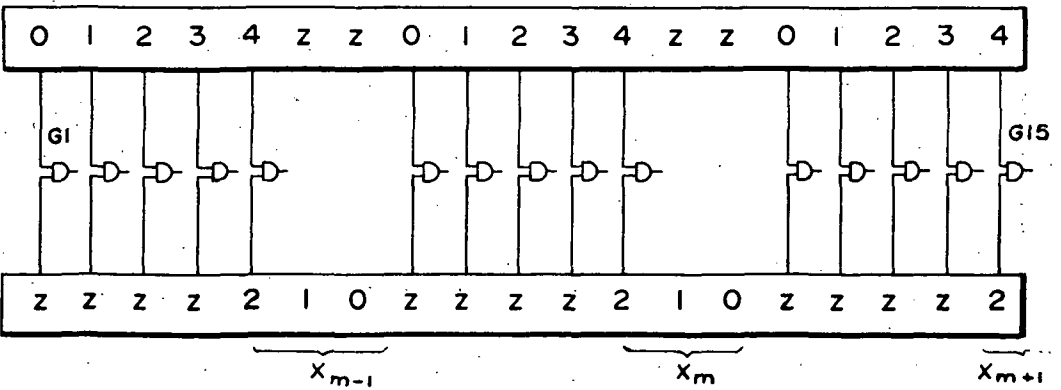 0 1 2 3 4 z z 0 1 2 3 4 z z 0 1 2 3 4
G1 G15
z z z z 2 1 0 z z z z 2 1 0 z z z z 2
Xm-1 Xm Xm+1